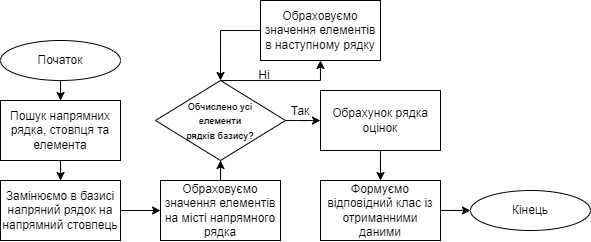 Початок
Пошук напрямних
рядка, стовпця та
елемента
Замінюємо в базисі
напряний рядок на
напрямний стовпець
Обраховуємо
значення елементів
на місті напрямного
рядка
Обчислено усі
елементи
рядків базису?
Ні
Обраховуємо
значення елементів
в наступному рядку
Так
Обрахунок рядка
оцінок
Формуємо
відповідний клас із
отриманними
даними
Кінець